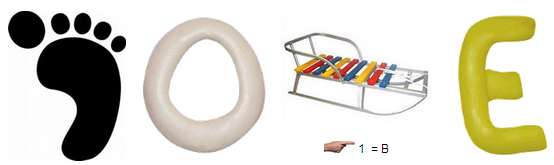 O E
1 = B